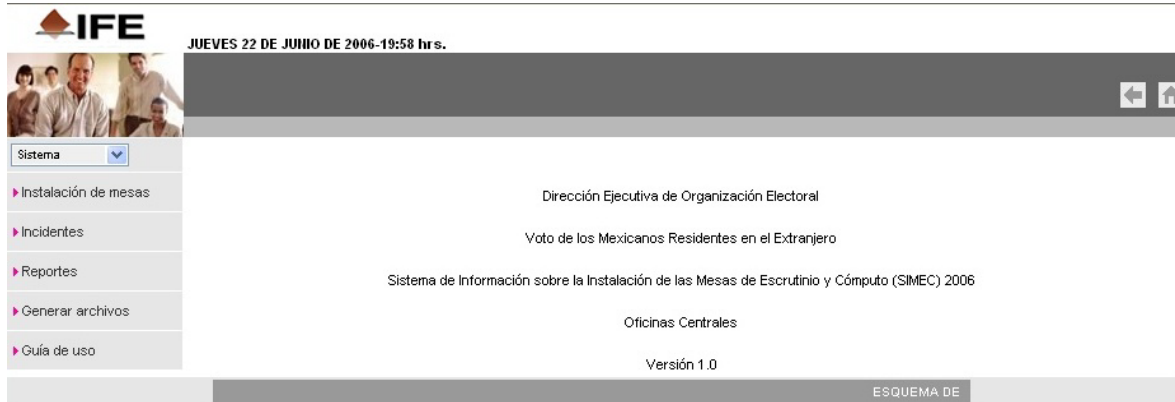 IFE
JUEVES 22 DE JUNIO DE 2006-19:58 hrs.
Sistema
Instalación de mesas
Incidentes
Reportes
Generar archivos
Guía de uso
Dirección Ejecutiva de Organización Electoral
Voto de los Mexicanos Residentes en el Extranjero
Sistema de Información sobre la Instalación de las Mesas de Escrutinio y Cómputo (SIMEC) 2006
Oficinas Centrales
Versión 1.0
ESQUEMA DE